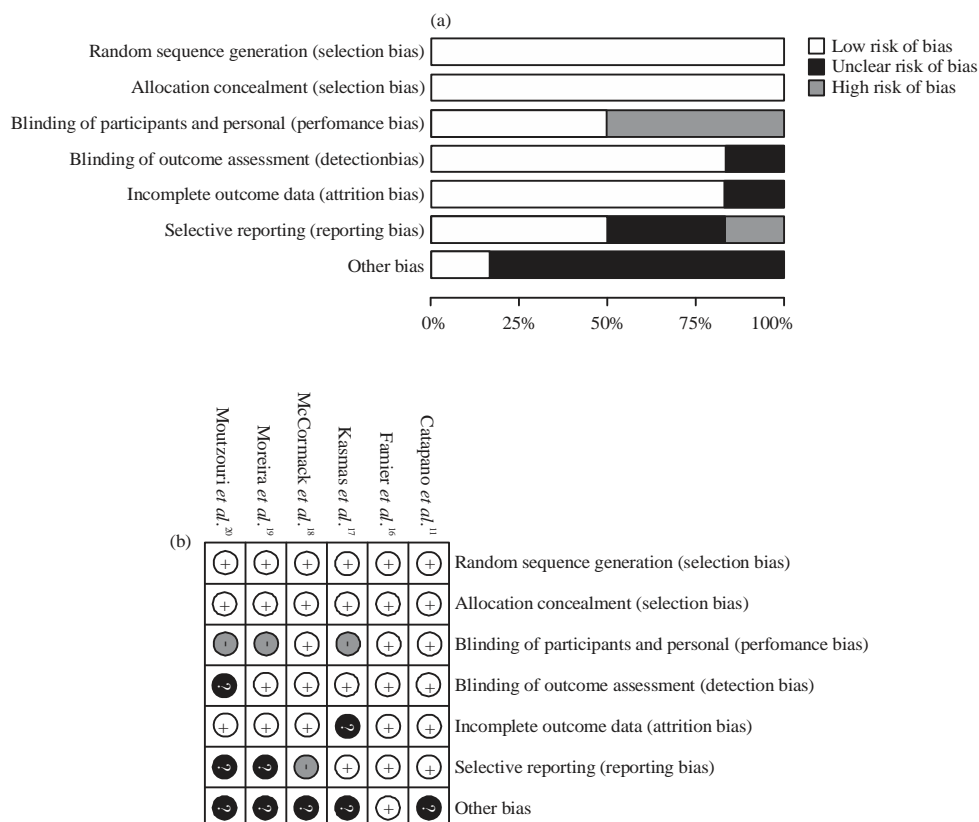 (a)
Random sequence generation (selection bias)
Allocation concealment (selection bias)
Blinding of participants and personal (perfomance bias)
Blinding of outcome assessment (detectionbias)
Incomplete outcome data (attrition bias)
Selective reporting (reporting bias)
Other bias
Low risk of bias
Unclear risk of bias
High risk of bias
0% 25% 50% 75% 100%
(b)
Moutzouri et al.20
Moreira et al.19
McCormack et al.18
Kasmas et al.17
Famier et al.16
Catapano et al.11
+ + + + + + Random sequence generation (selection bias)
+ + + + + + Allocation concealment (selection bias)
- - + - + + Blinding of participants and personal (perfomance bias)
? + + + + + Blinding of outcome assessment (detection bias)
+ + + ? + + Incomplete outcome data (attrition bias)
? ? - + + + Selective reporting (reporting bias)
? ? ? ? + ? Other bias